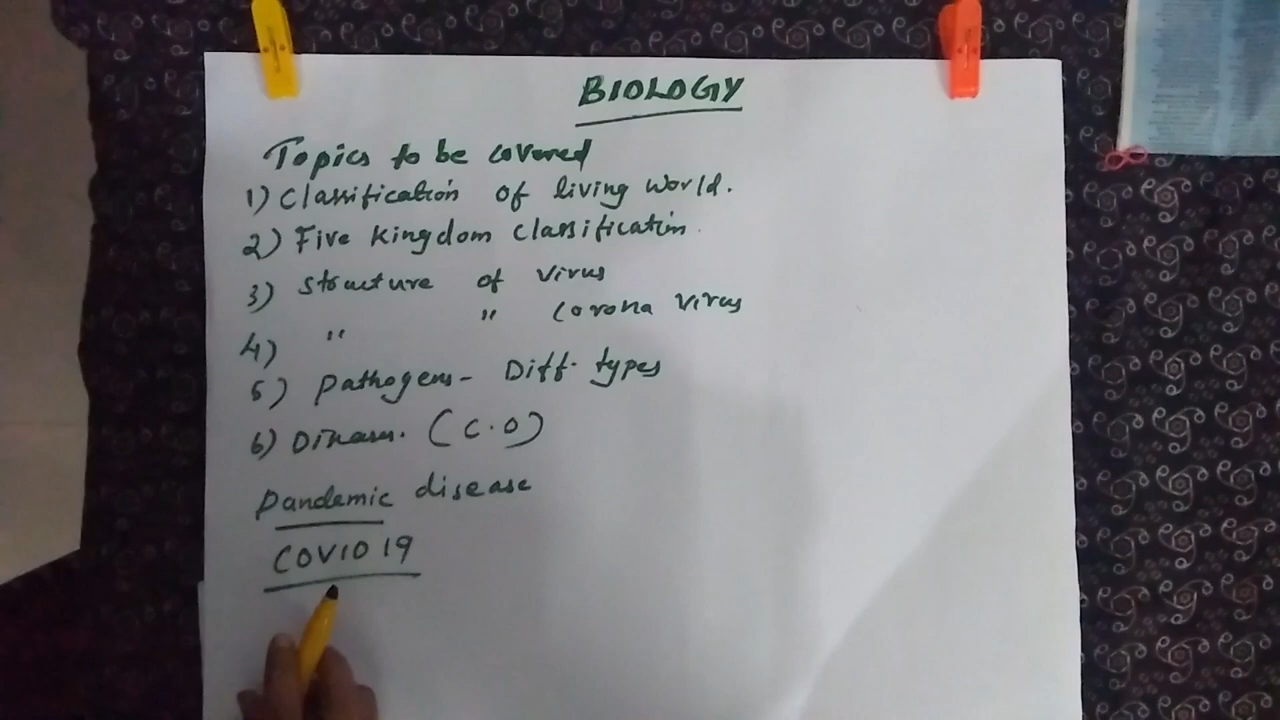 BIOLOGY
Topics to be covered
1) Classification of living world.
2) Five kingdom classification.
3) Structure of Virus
4) " " Corona Virus
5) Pathogens - Diff. types
6) (C.D)
Pandemic disease
COVID 19